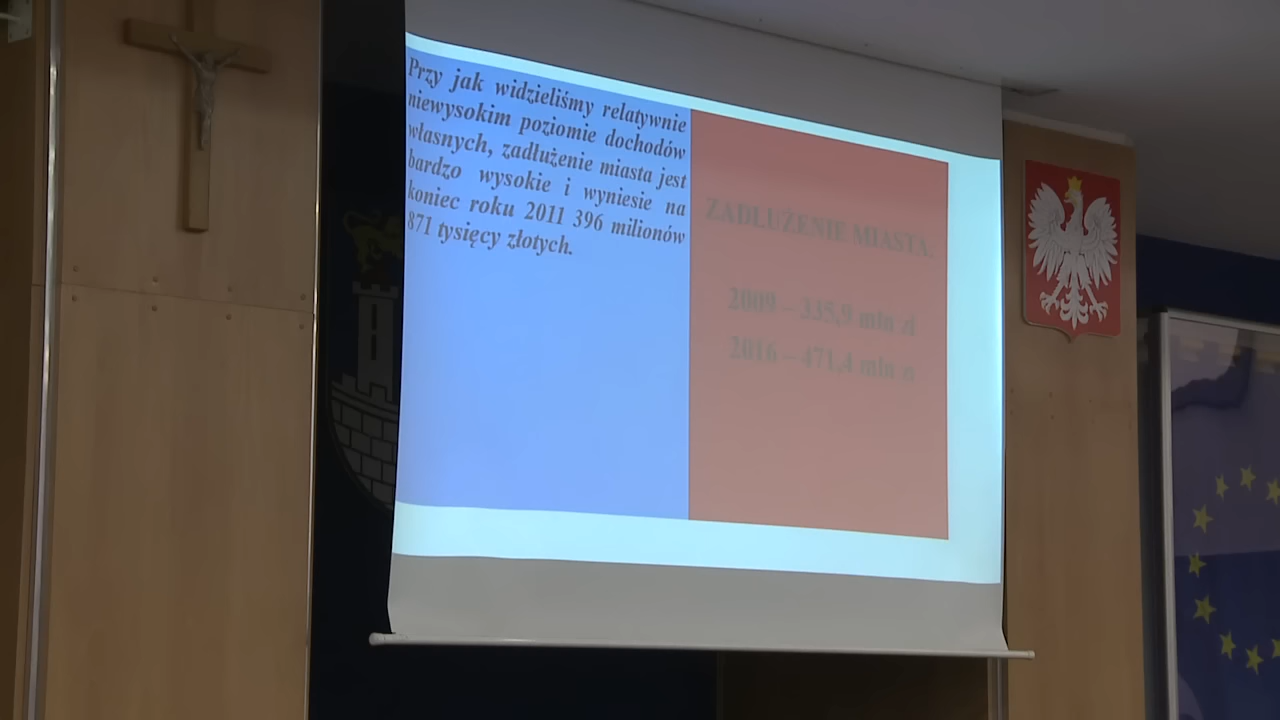 Przy jak widzieliśmy relatywnie
niewysokim poziomie dochodów
własnych, zadłużenie miasta jest
bardzo wysokie i wyniesie na
koniec roku 2011 396 milionów
871 tysięcy złotych.
ZADŁUŻENIE MIASTA:
2009 – 335,9 mln zł
2016 – 471,4 mln zł